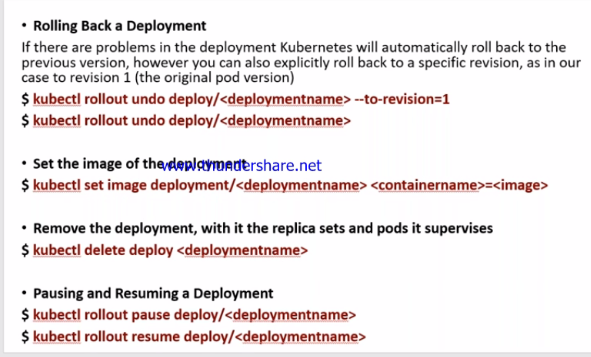 • Rolling Back a Deployment
If there are problems in the deployment Kubernetes will automatically roll back to the
previous version, however you can also explicitly roll back to a specific revision, as in our
case to revision 1 (the original pod version)
$ kubectl rollout undo deploy/<deploymentname> --to-revision=1
$ kubectl rollout undo deploy/<deploymentname>
• Set the image of the deployment
www.thundershare.net
$ kubectl set image deployment/<deploymentname> <containername>=<image>
• Remove the deployment, with it the replica sets and pods it supervises
$ kubectl delete deploy <deploymentname>
• Pausing and Resuming a Deployment
$ kubectl rollout pause deploy/<deploymentname>
$ kubectl rollout resume deploy/<deploymentname>